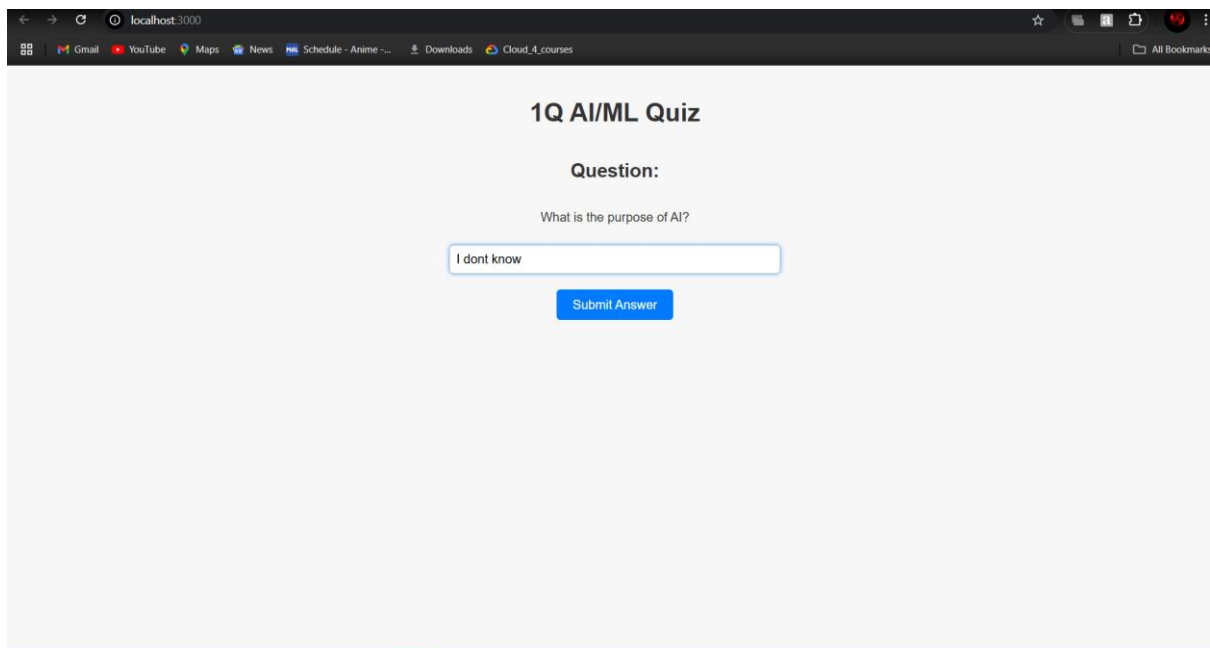 localhost:3000
Gmail YouTube Maps News MAL Schedule - Anime -... Downloads Cloud_4_courses All Bookmarks
1Q AI/ML Quiz
Question:
What is the purpose of AI?
I dont know
Submit Answer